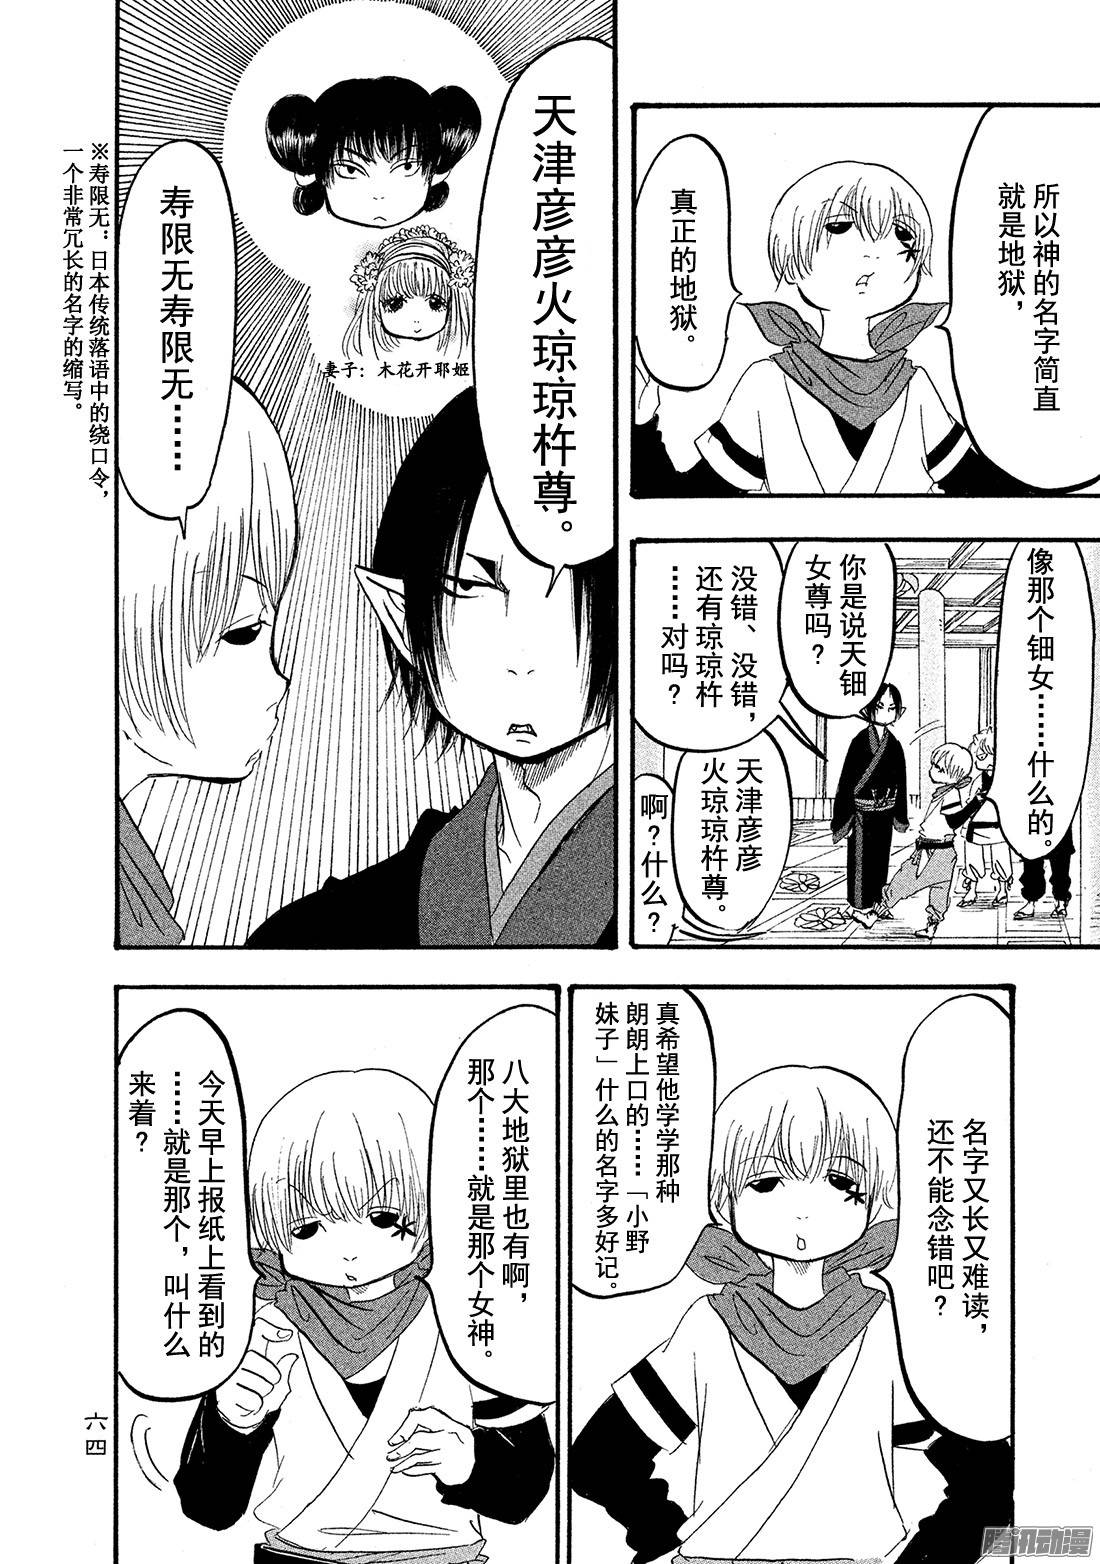 所以神的名字简直
就是地狱，
真正的地狱。
像那个钿女……什么的。
你是说天钿
女尊吗？
没错、没错，
还有琼琼杵
……对吗？
天津彦彦
火琼琼杵尊。
啊？什么？
天津彦彦火琼琼杵尊。
妻子：木花开耶姬
寿限无寿限无……
※寿限无：日本传统落语中的绕口令，
一个非常冗长的名字的缩写。
名字又长又难读，
还不能念错吧？
真希望他学学那种
朗朗上口的……「小野
妹子」什么的名字多好记。
八大地狱里也有啊，
那个……就是那个女神。
今天早上报纸上看到的
……就是那个，叫什么
来着？
六四
腾讯动漫